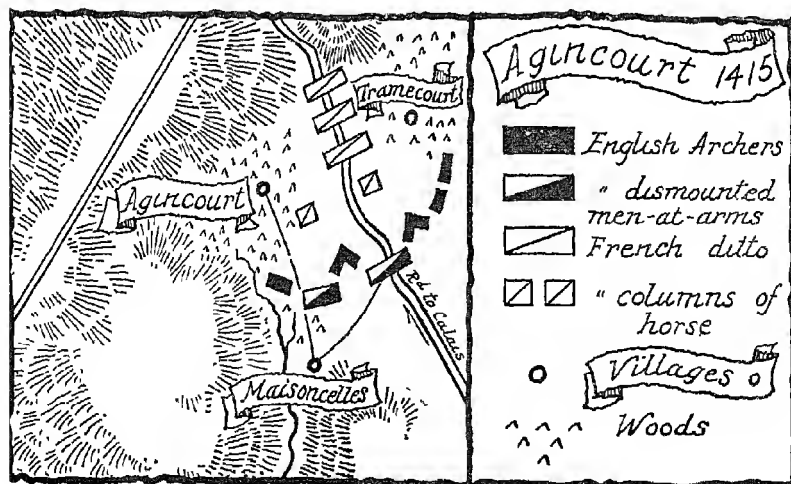 Tramecourt
Agincourt
Rd. to Calais
Maisoncelles
Agincourt 1415
English Archers
" dismounted
men-at-arms
French ditto
" columns of
horse
Villages
Woods